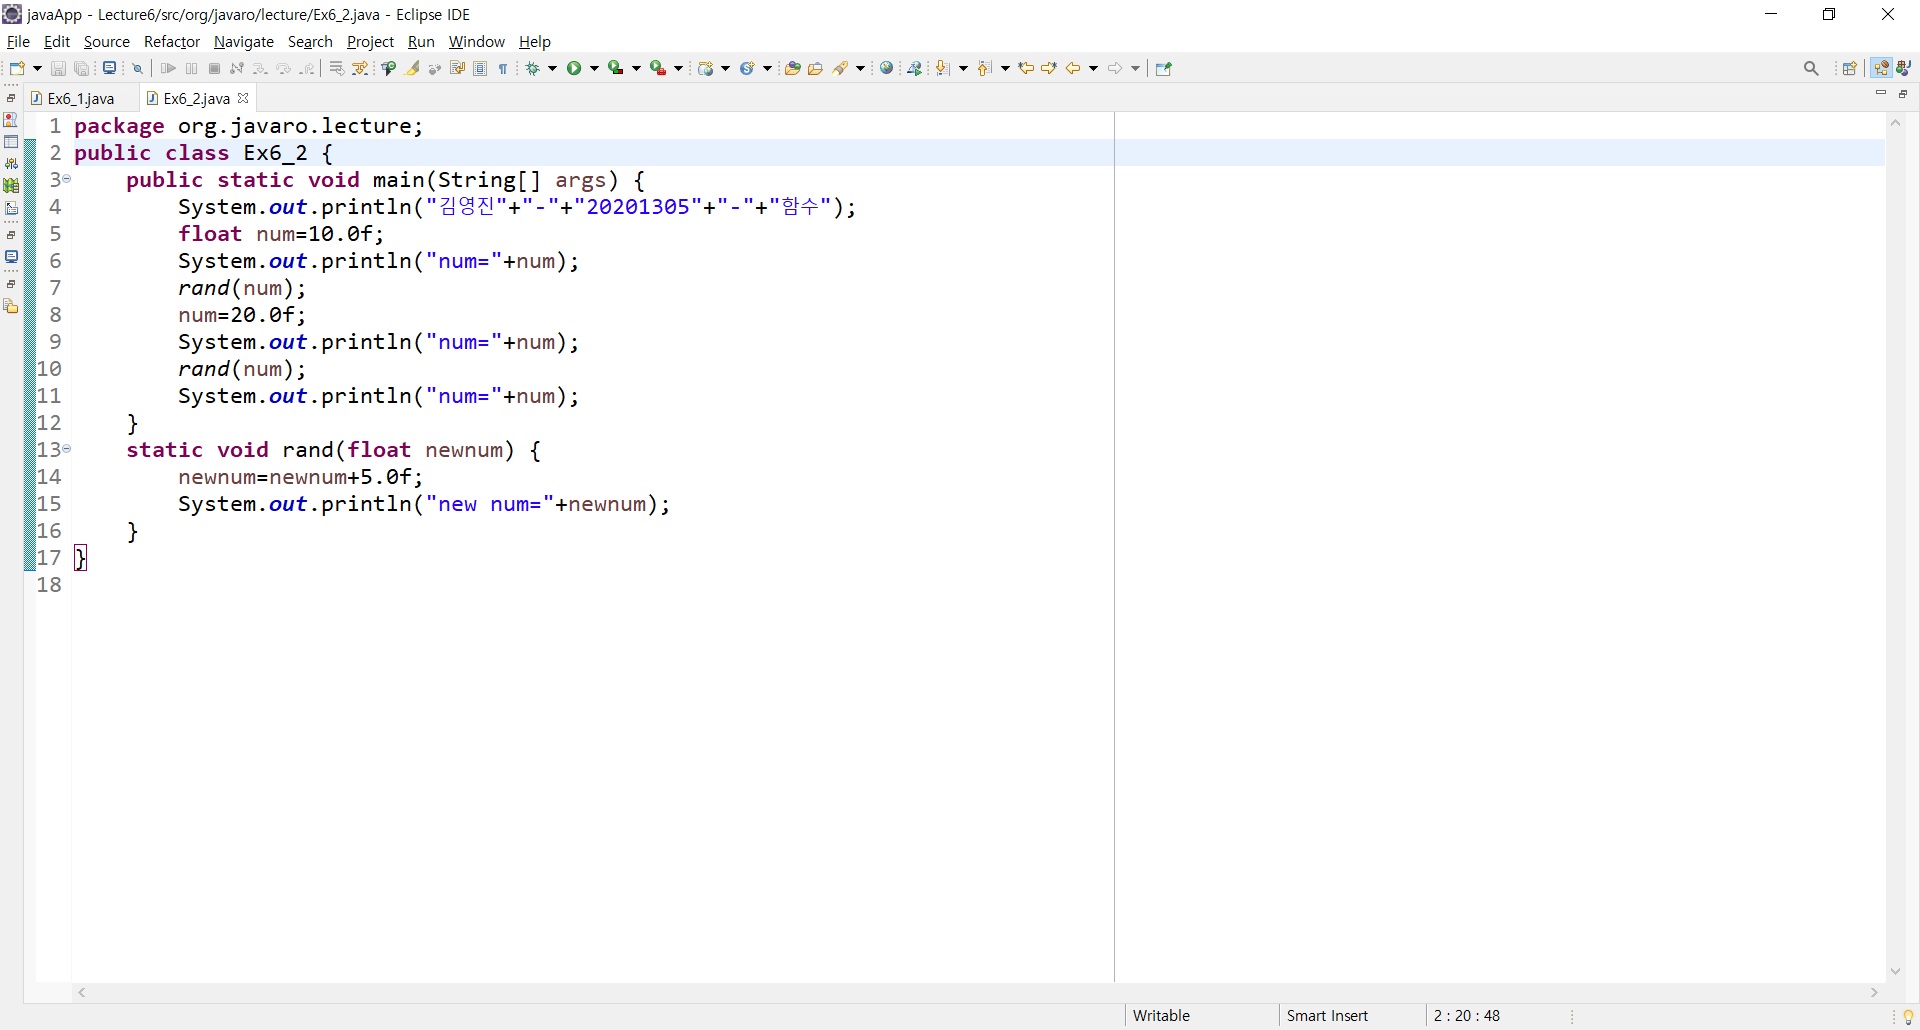 javaApp - Lecture6/src/org/javaro/lecture/Ex6_2.java - Eclipse IDE
File Edit Source Refactor Navigate Search Project Run Window Help
Ex6_1.java Ex6_2.java
1 package org.javaro.lecture;
2 public class Ex6_2 {
3 public static void main(String[] args) {
4 System.out.println("김영진"+"-"+"20201305"+"-"+"함수");
5 float num=10.0f;
6 System.out.println("num="+num);
7 rand(num);
8 num=20.0f;
9 System.out.println("num="+num);
10 rand(num);
11 System.out.println("num="+num);
12 }
13 static void rand(float newnum) {
14 newnum=newnum+5.0f;
15 System.out.println("new num="+newnum);
16 }
17 }
18
Writable Smart Insert 2 : 20 : 48